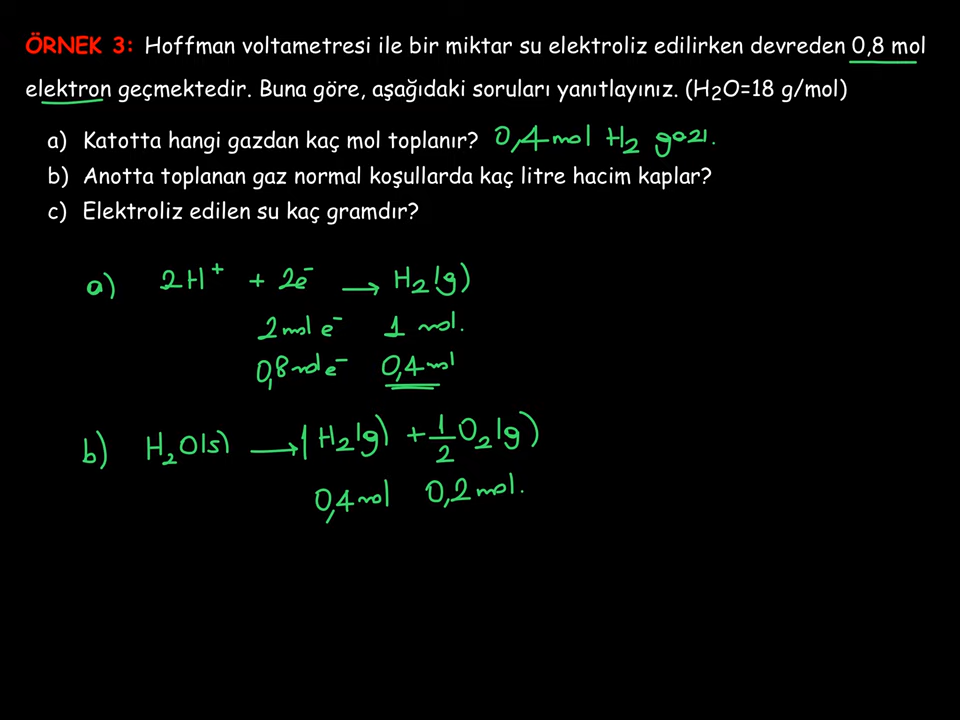 ÖRNEK 3: Hoffman voltametresi ile bir miktar su elektroliz edilirken devreden 0,8 mol
elektron geçmektedir. Buna göre, aşağıdaki soruları yanıtlayınız. (H₂O=18 g/mol)
a) Katotta hangi gazdan kaç mol toplanır? 0,4 mol H₂ gazı.
b) Anotta toplanan gaz normal koşullarda kaç litre hacim kaplar?
c) Elektroliz edilen su kaç gramdır?
a) 2H⁺ + 2e⁻ → H₂(g)
2 mol e⁻ 1 mol.
0,8 mol e⁻ 0,4 mol
b) H₂O(s) → 1 H₂(g) + 1/2 O₂(g)
0,4 mol 0,2 mol.